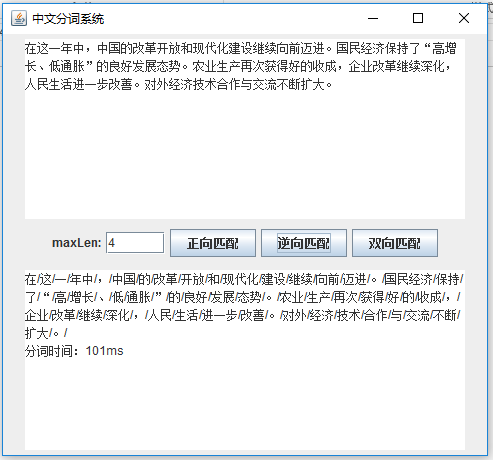 中文分词系统
在这一年中，中国的改革开放和现代化建设继续向前迈进。国民经济保持了“高增
长、低通胀”的良好发展态势。农业生产再次获得好的收成，企业改革继续深化，
人民生活进一步改善。对外经济技术合作与交流不断扩大。
maxLen: 4 正向匹配 逆向匹配 双向匹配
在/这/一/年中/，/中国/的/改革/开放/和/现代化/建设/继续/向前/迈进/。/国民经济/保持/
了/“/高/增长/、/低/通胀/”/的/良好/发展/态势/。/农业/生产/再次/获得/好/的/收成/，/
企业/改革/继续/深化/，/人民/生活/进一步/改善/。/对外/经济/技术/合作/与/交流/不断/
扩大/。/
分词时间：101ms